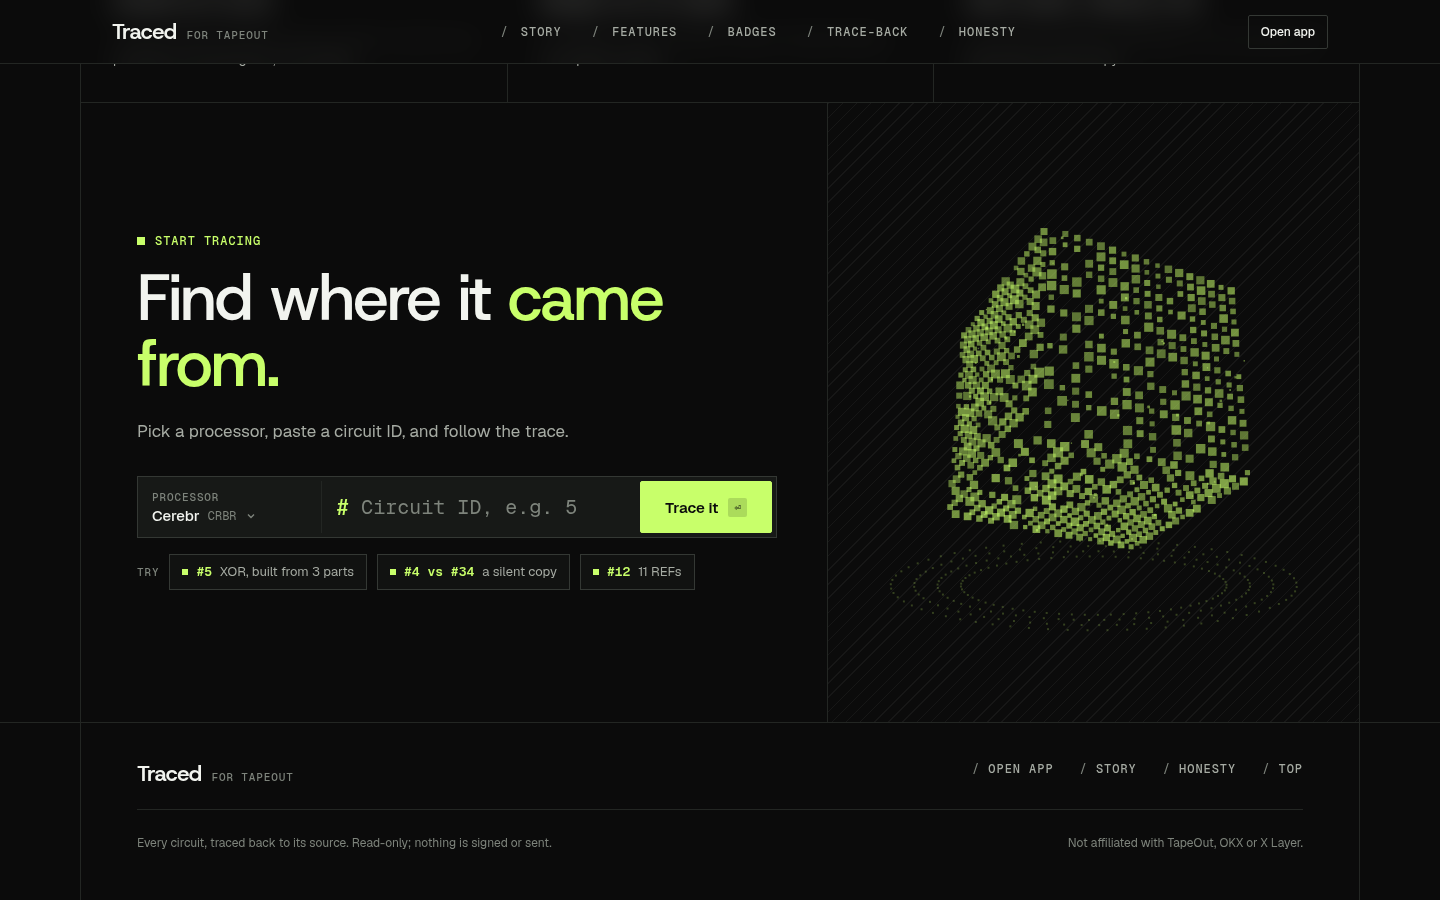 Traced FOR TAPEOUT
/ STORY / FEATURES / BADGES / TRACE-BACK / HONESTY
Open app
START TRACING
Find where it came
from.
Pick a processor, paste a circuit ID, and follow the trace.
PROCESSOR
Cerebr CRBR
# Circuit ID, e.g. 5
Trace it ⏎
TRY
#5 XOR, built from 3 parts
#4 vs #34 a silent copy
#12 11 REFs
Traced FOR TAPEOUT
/ OPEN APP / STORY / HONESTY / TOP
Every circuit, traced back to its source. Read-only; nothing is signed or sent.
Not affiliated with TapeOut, OKX or X Layer.